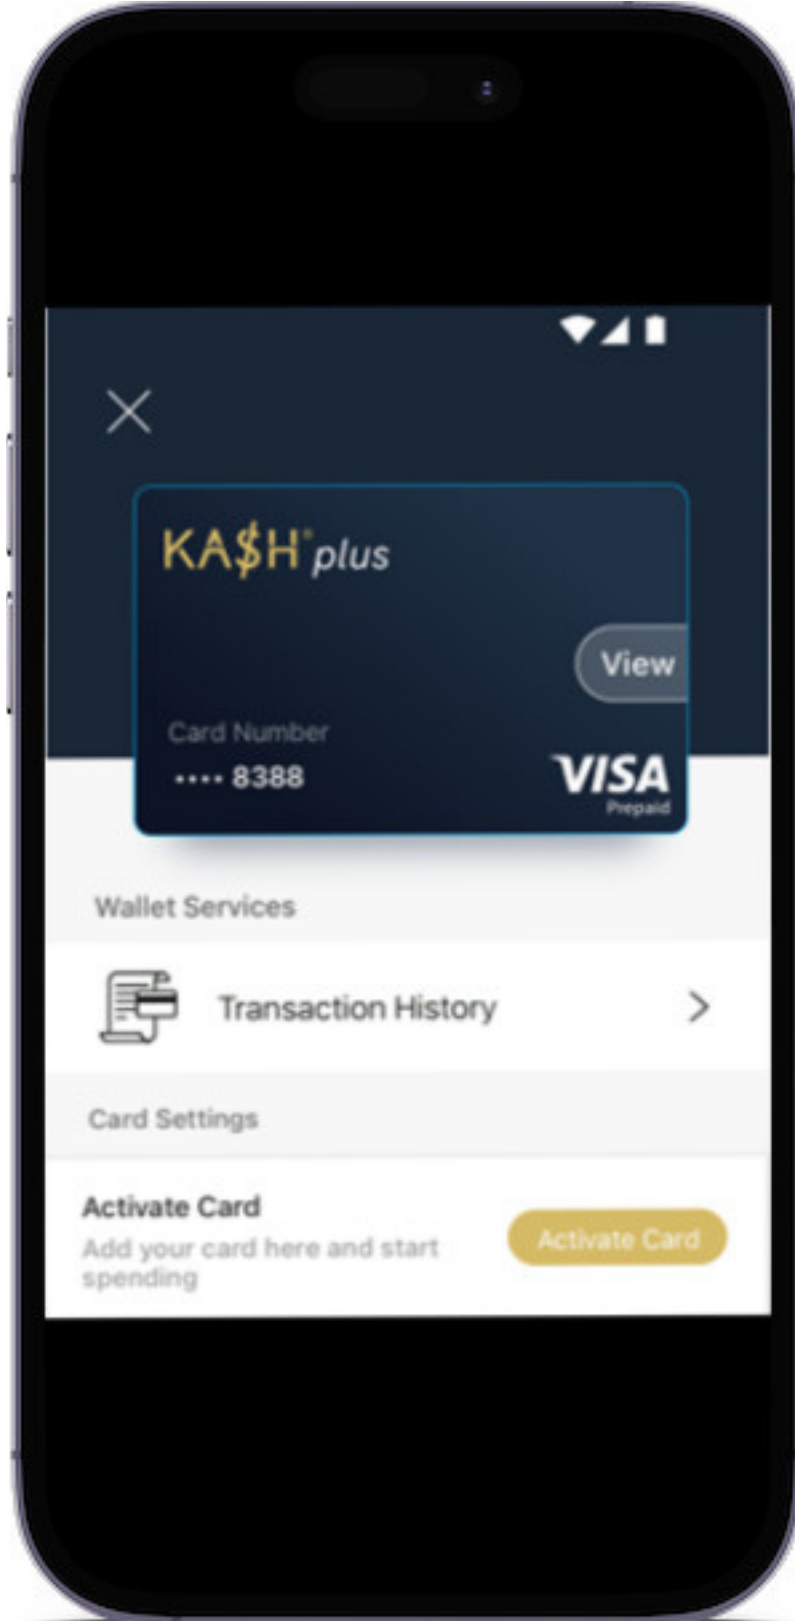 KA$H® plus
View
Card Number
•••• 8388
VISA
Prepaid
Wallet Services
Transaction History
Card Settings
Activate Card
Add your card here and start
spending
Activate Card